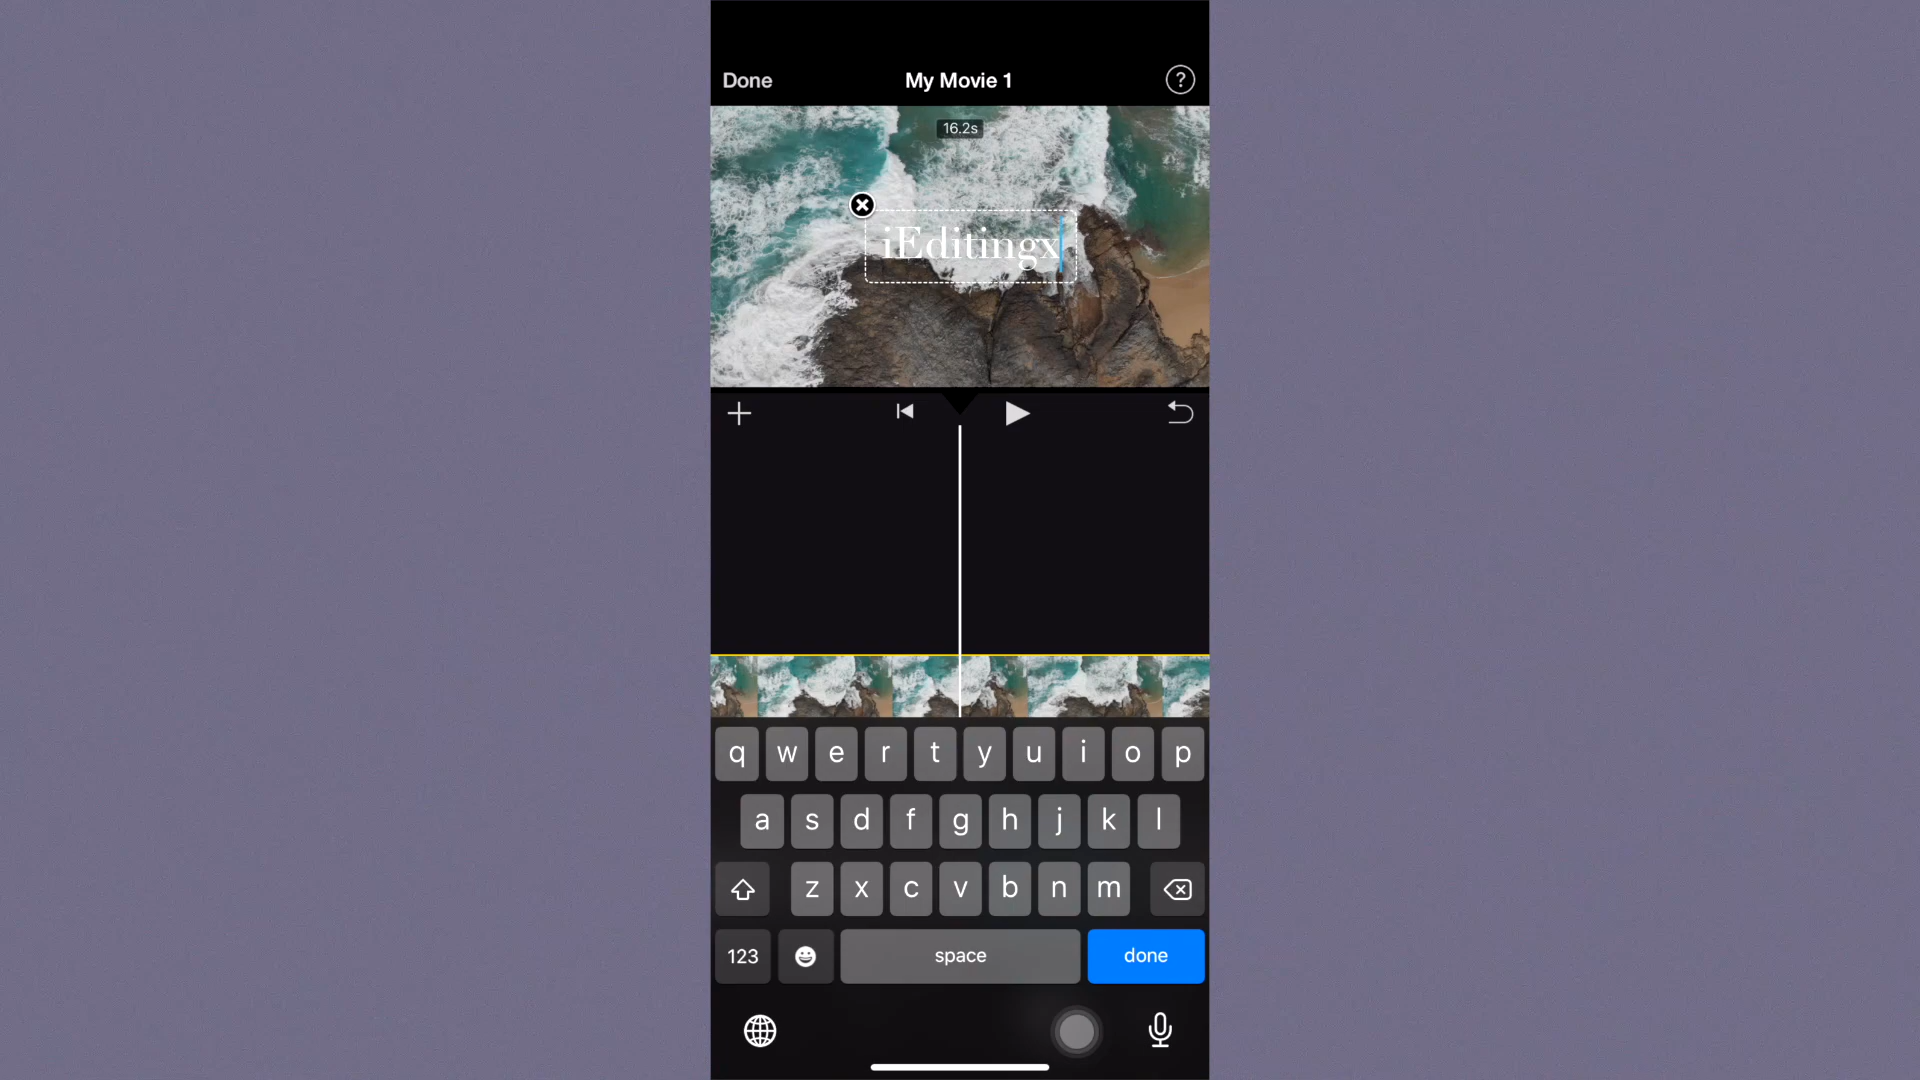 Done My Movie 1 ?
16.2s
iEditingx
q w e r t y u i o p
a s d f g h j k l
z x c v b n m
123 space done